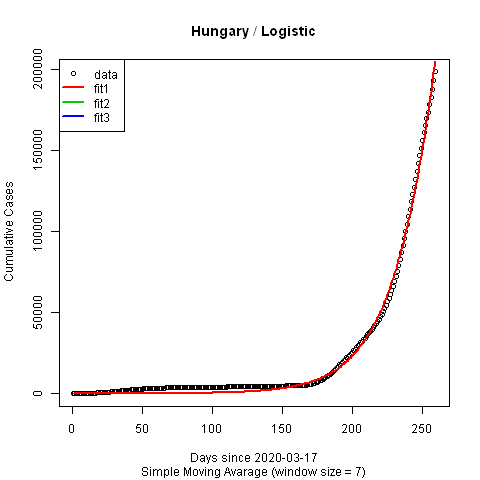 Hungary / Logistic
data
fit1
fit2
fit3
Cumulative Cases
0
50000
100000
150000
200000
0
50
100
150
200
250
Days since 2020-03-17
Simple Moving Avarage (window size = 7)